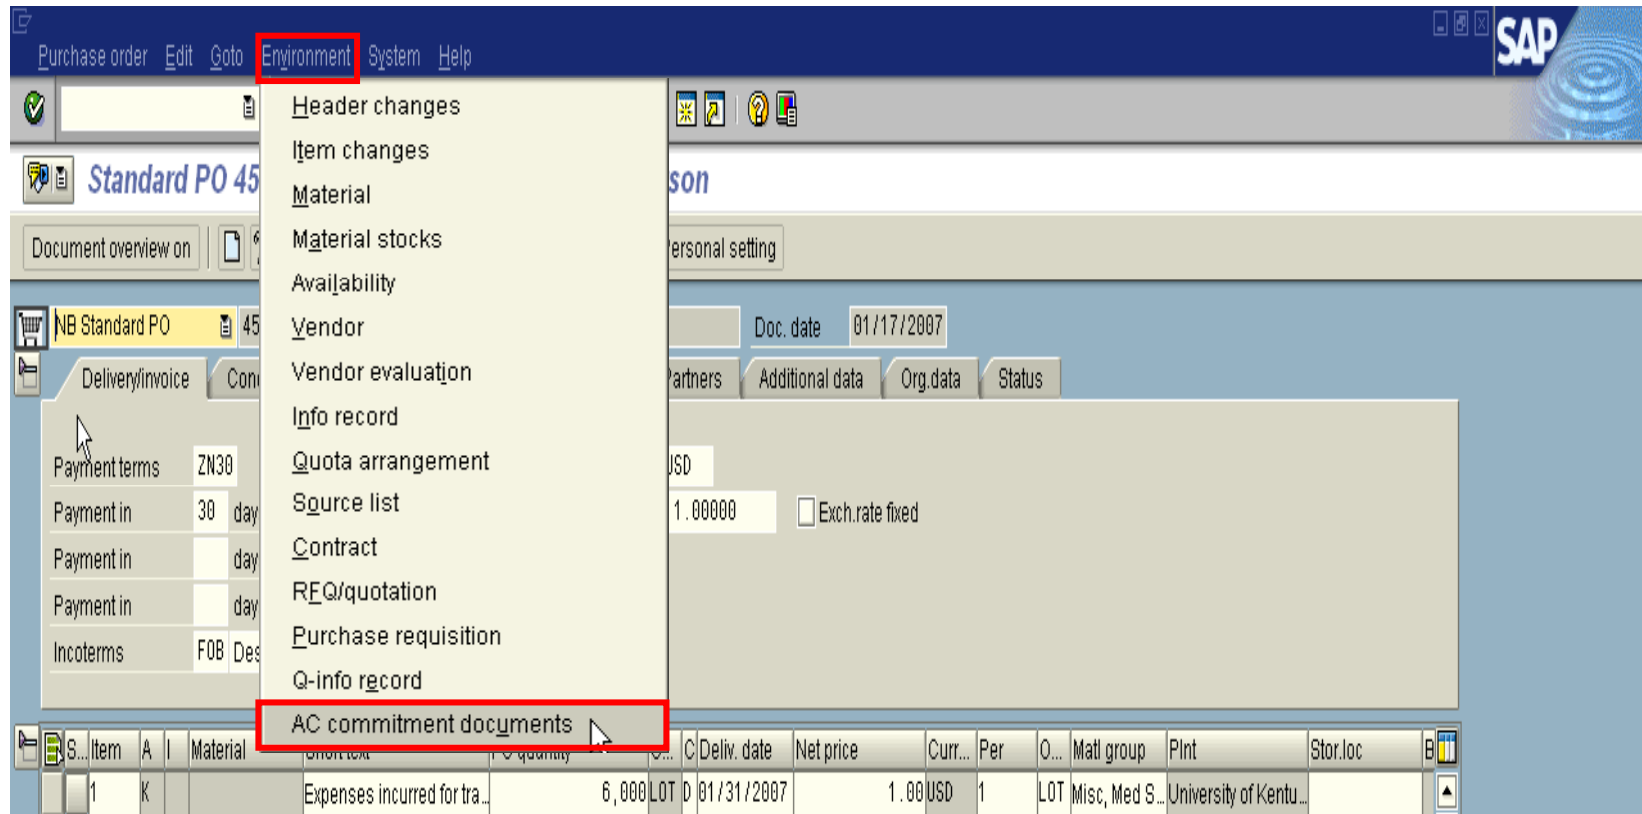 Purchase order Edit Goto Environment System Help
SAP
Header changes
Item changes
Material
Material stocks
Availability
Vendor
Vendor evaluation
Info record
Quota arrangement
Source list
Contract
RFQ/quotation
Purchase requisition
Q-info record
AC commitment documents
Standard PO 45 son
Document overview on ersonal setting
NB Standard PO 45 Doc. date 01/17/2007
Delivery/invoice Con artners Additional data Org.data Status
Payment terms ZN30 USD
Payment in 30 day 1.00000 Exch.rate fixed
Payment in day
Payment in day
Incoterms FOB Des
S... Item A I Material Short text PO quantity O... C Deliv. date Net price Curr... Per O... Matl group Plnt Stor.loc B
1 K Expenses incurred for tra... 6,000 LOT D 01/31/2007 1.00 USD 1 LOT Misc, Med S... University of Kentu...